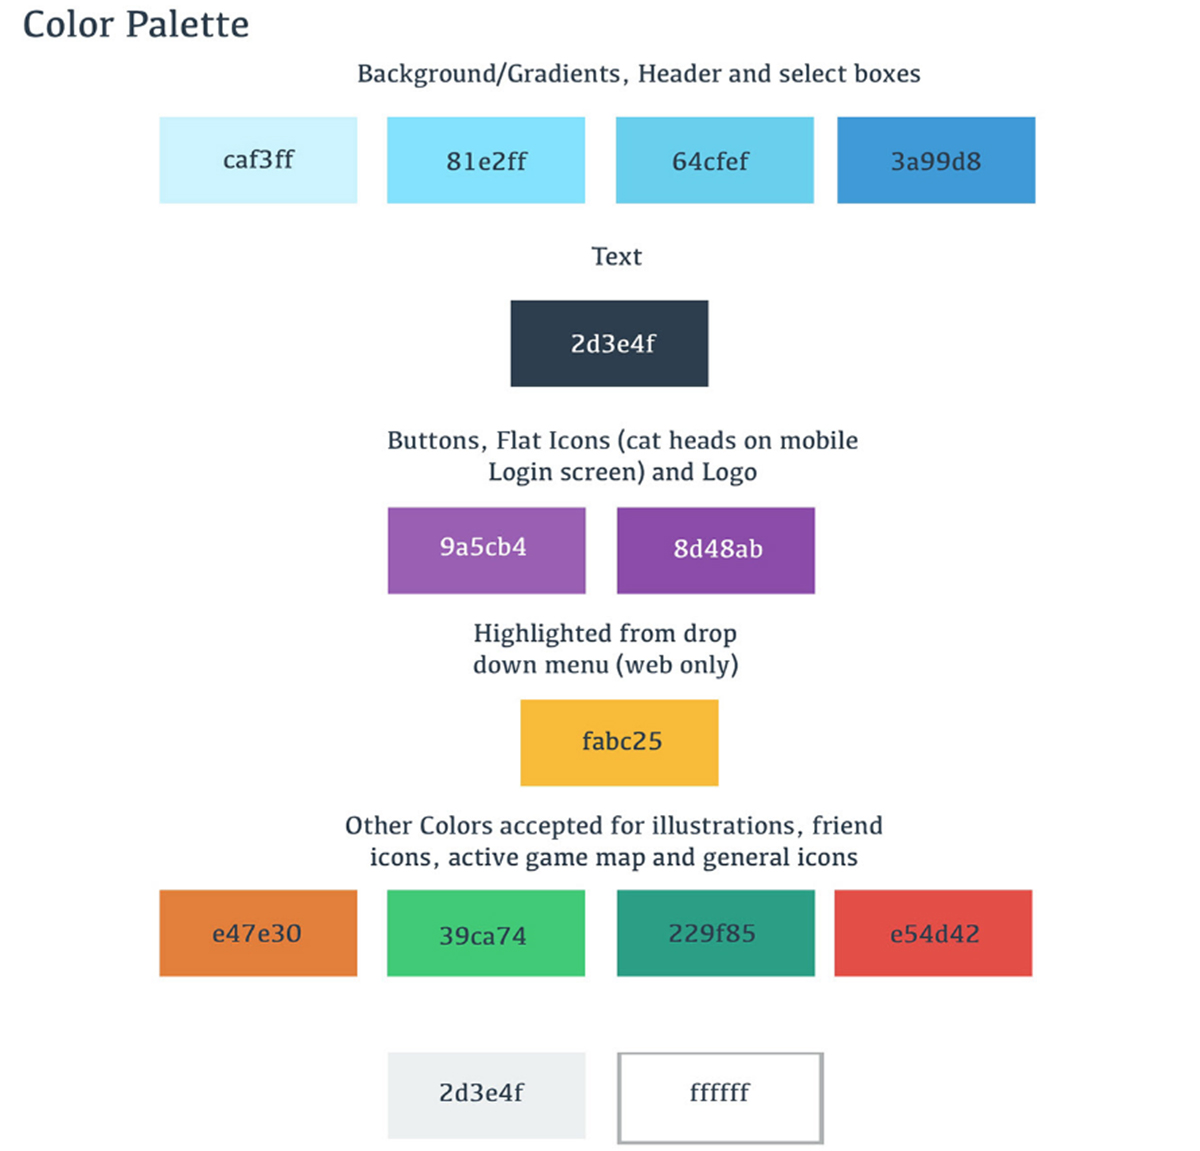 Color Palette
Background/Gradients, Header and select boxes
caf3ff
81e2ff
64cfef
3a99d8
Text
2d3e4f
Buttons, Flat Icons (cat heads on mobile
Login screen) and Logo
9a5cb4
8d48ab
Highlighted from drop
down menu (web only)
fabc25
Other Colors accepted for illustrations, friend
icons, active game map and general icons
e47e30
39ca74
229f85
e54d42
2d3e4f
ffffff